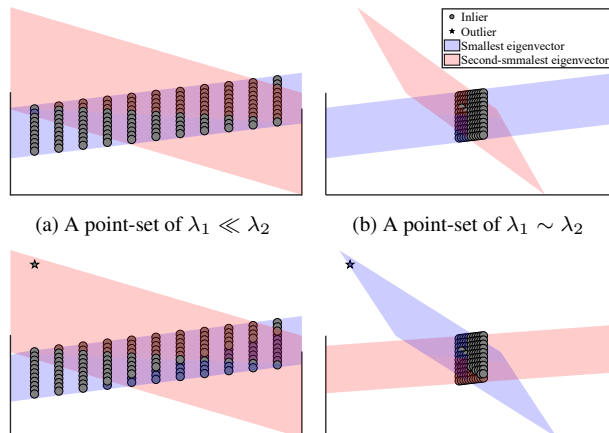 Inlier
Outlier
Smallest eigenvector
Second-smmalest eigenvector
(a) A point-set of λ₁ ≪ λ₂
(b) A point-set of λ₁ ∼ λ₂